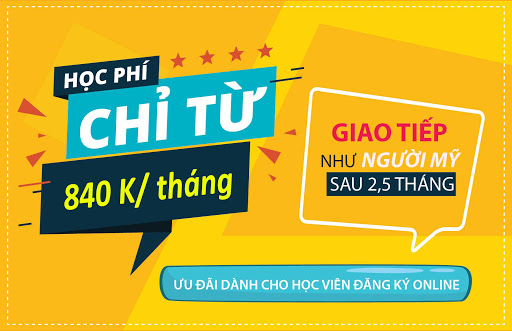 HỌC PHÍ
CHỈ TỪ
840 K/ tháng
GIAO TIẾP
NHƯ NGƯỜI MỸ
SAU 2,5 THÁNG
ƯU ĐÃI DÀNH CHO HỌC VIÊN ĐĂNG KÝ ONLINE